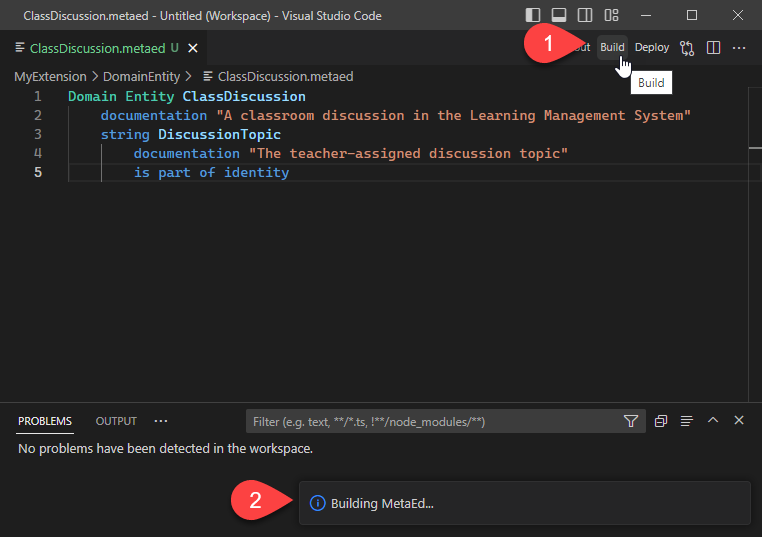 ClassDiscussion.metaed - Untitled (Workspace) - Visual Studio Code
ClassDiscussion.metaed U
1
Build Deploy
Build
MyExtension > DomainEntity > ClassDiscussion.metaed
1 Domain Entity ClassDiscussion
2 documentation "A classroom discussion in the Learning Management System"
3 string DiscussionTopic
4 documentation "The teacher-assigned discussion topic"
5 is part of identity
PROBLEMS OUTPUT ...
Filter (e.g. text, **/*.ts, !**/node_modules/**)
No problems have been detected in the workspace.
2
Building MetaEd...